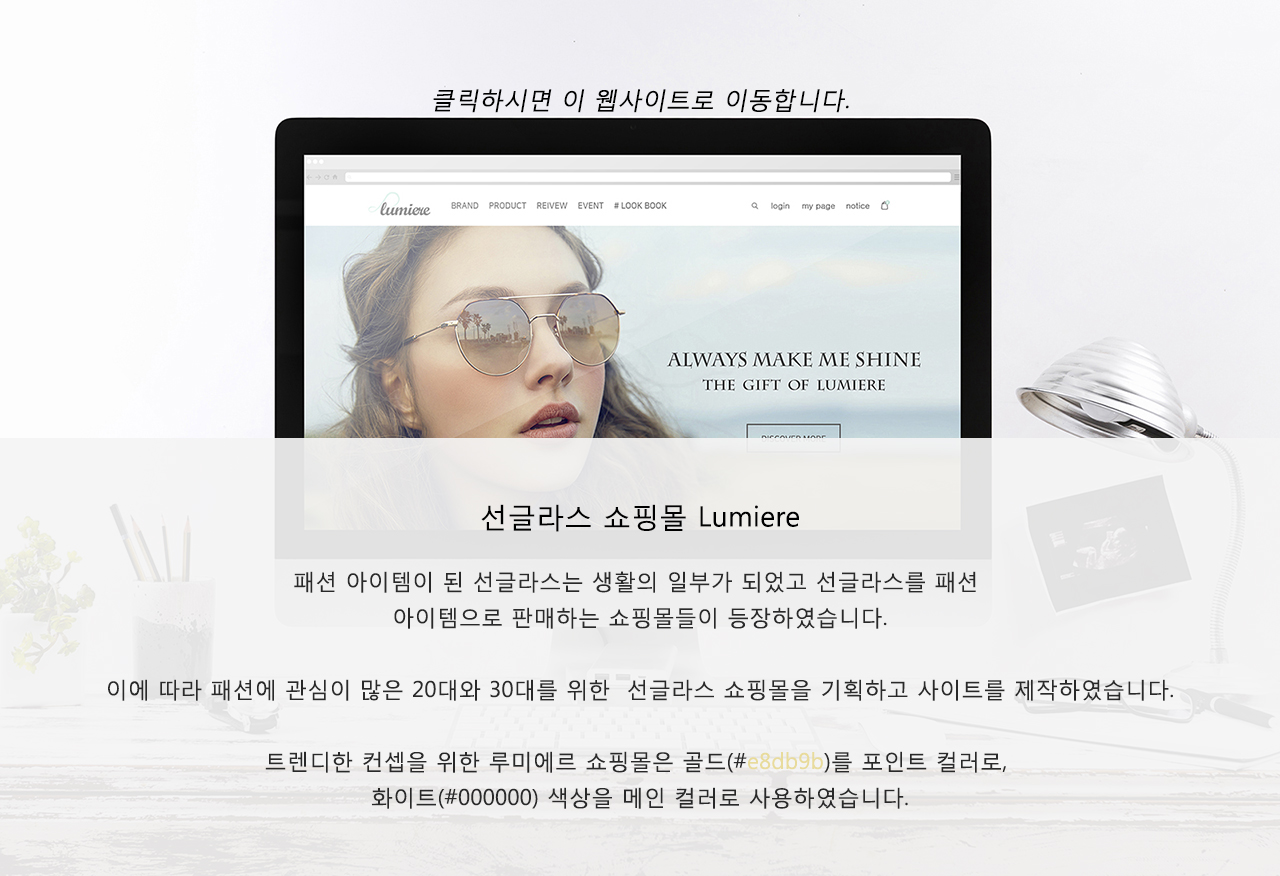 클릭하시면 이 웹사이트로 이동합니다.
lumiere BRAND PRODUCT REIVEW EVENT # LOOK BOOK login my page notice
ALWAYS MAKE ME SHINE
THE GIFT OF LUMIERE
DISCOVER MORE
선글라스 쇼핑몰 Lumiere
패션 아이템이 된 선글라스는 생활의 일부가 되었고 선글라스를 패션
아이템으로 판매하는 쇼핑몰들이 등장하였습니다.
이에 따라 패션에 관심이 많은 20대와 30대를 위한 선글라스 쇼핑몰을 기획하고 사이트를 제작하였습니다.
트렌디한 컨셉을 위한 루미에르 쇼핑몰은 골드(#e8db9b)를 포인트 컬러로,
화이트(#000000) 색상을 메인 컬러로 사용하였습니다.